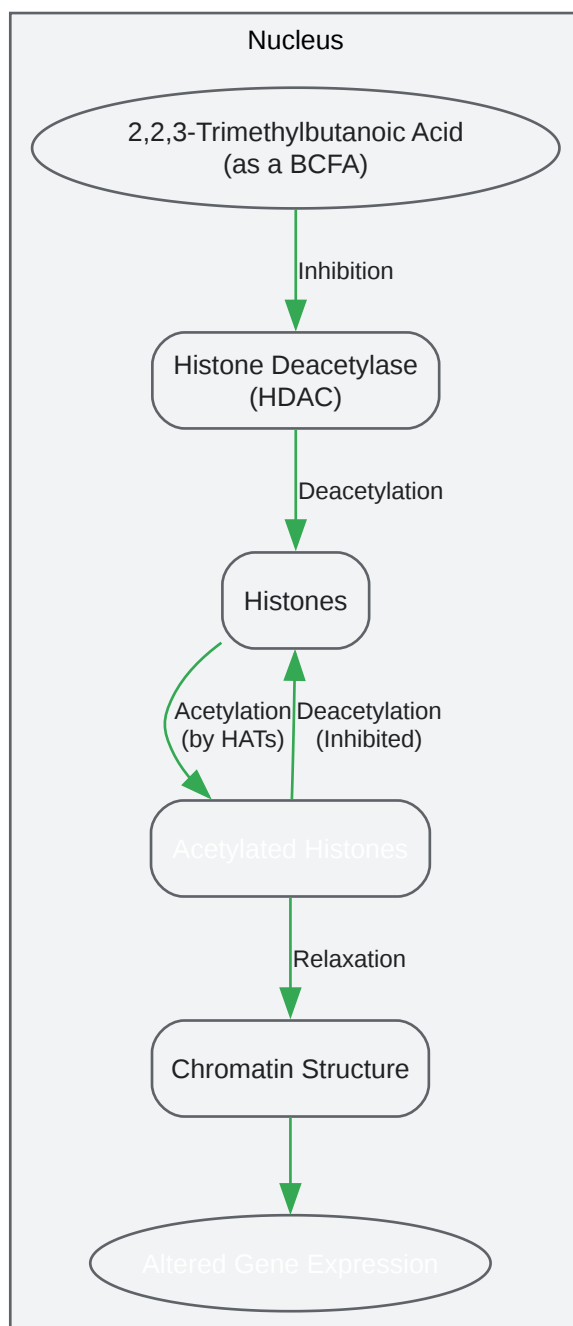 Nucleus
2,2,3-Trimethylbutanoic Acid
(as a BCFA)
Inhibition
Histone Deacetylase
(HDAC)
Deacetylation
Histones
Acetylation
(by HATs)
Deacetylation
(Inhibited)
Acetylated Histones
Relaxation
Chromatin Structure
Altered Gene Expression